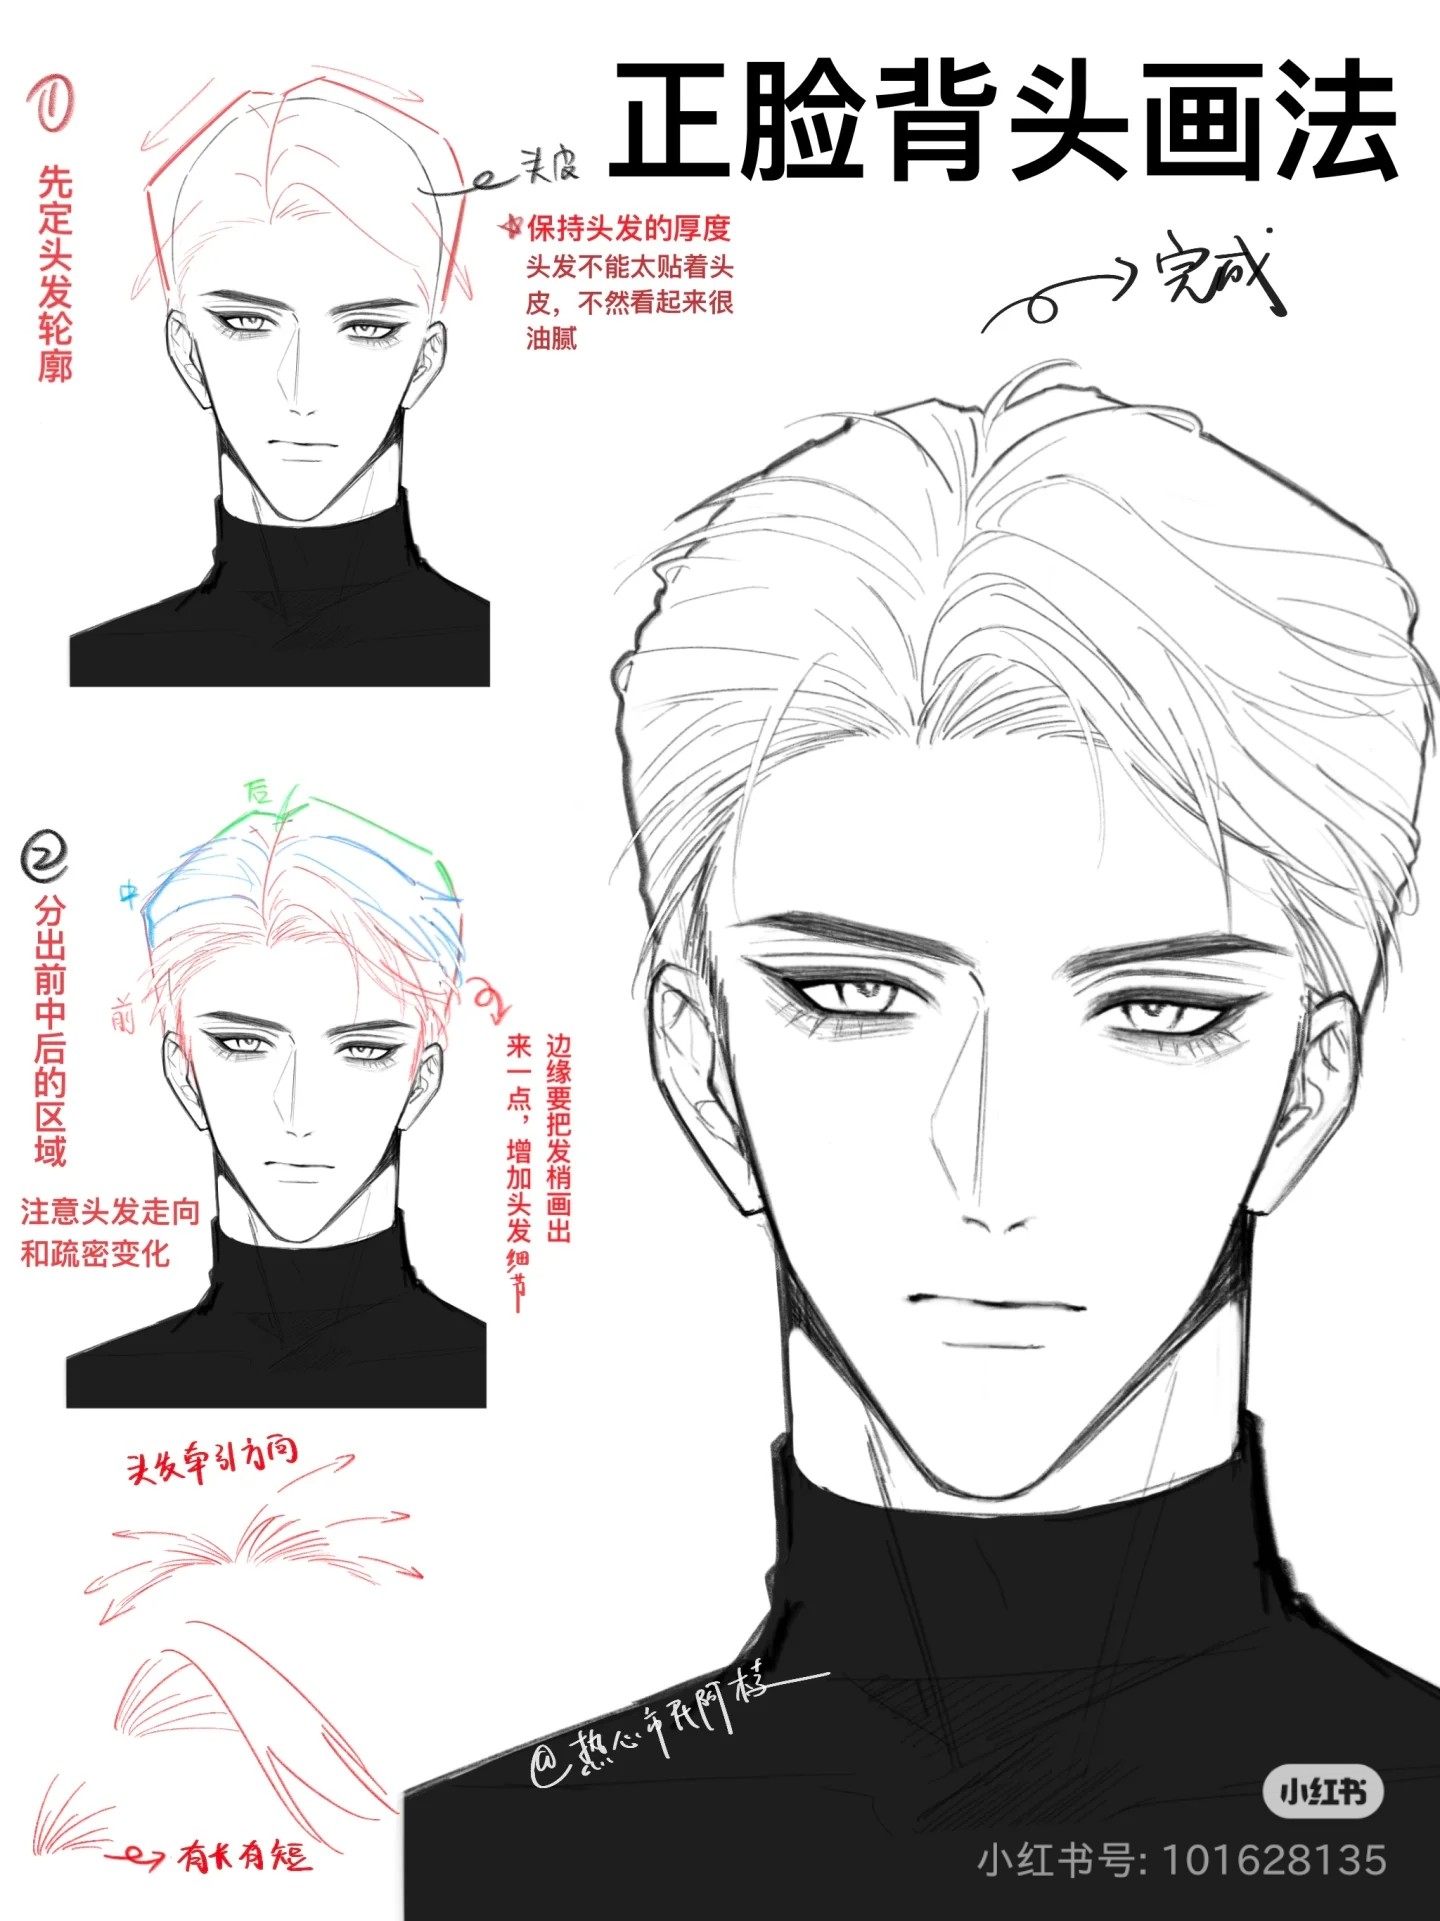 正脸背头画法
①
先定头发轮廓
头皮
保持头发的厚度
头发不能太贴着头
皮，不然看起来很
油腻
完成
②
分出前中后的区域
后
中
前
注意头发走向
和疏密变化
边缘要把发梢画出
来一点，增加头发细节
头发牵引方向
有长有短
@热心市民阿桔
小红书
小红书号: 101628135